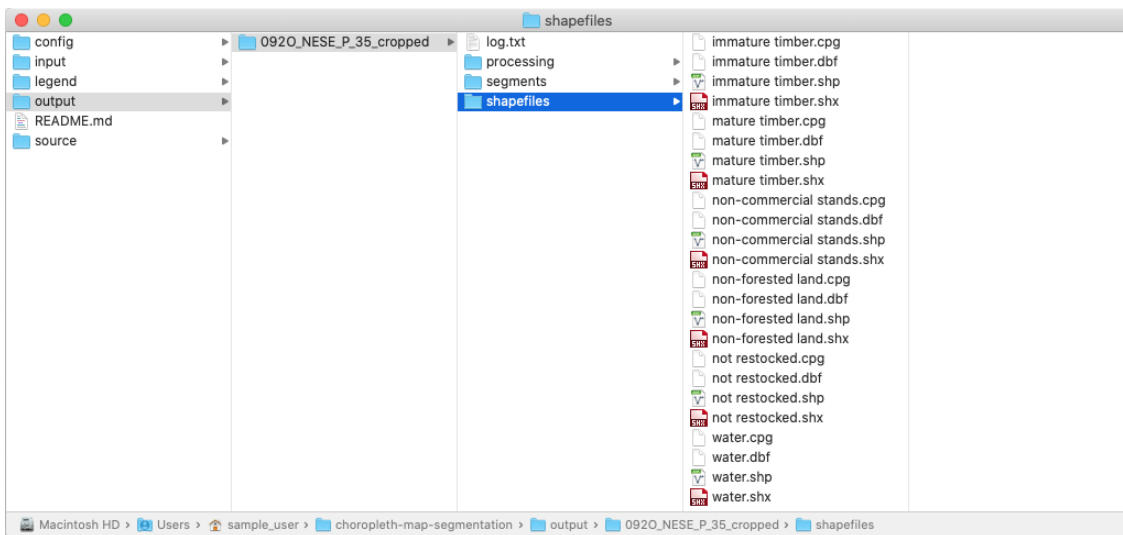 shapefiles
config
input
legend
output
README.md
source
092O_NESE_P_35_cropped
log.txt
processing
segments
shapefiles
immature timber.cpg
immature timber.dbf
immature timber.shp
immature timber.shx
mature timber.cpg
mature timber.dbf
mature timber.shp
mature timber.shx
non-commercial stands.cpg
non-commercial stands.dbf
non-commercial stands.shp
non-commercial stands.shx
non-forested land.cpg
non-forested land.dbf
non-forested land.shp
non-forested land.shx
not restocked.cpg
not restocked.dbf
not restocked.shp
not restocked.shx
water.cpg
water.dbf
water.shp
water.shx
Macintosh HD › Users › sample_user › choropleth-map-segmentation › output › 092O_NESE_P_35_cropped › shapefiles